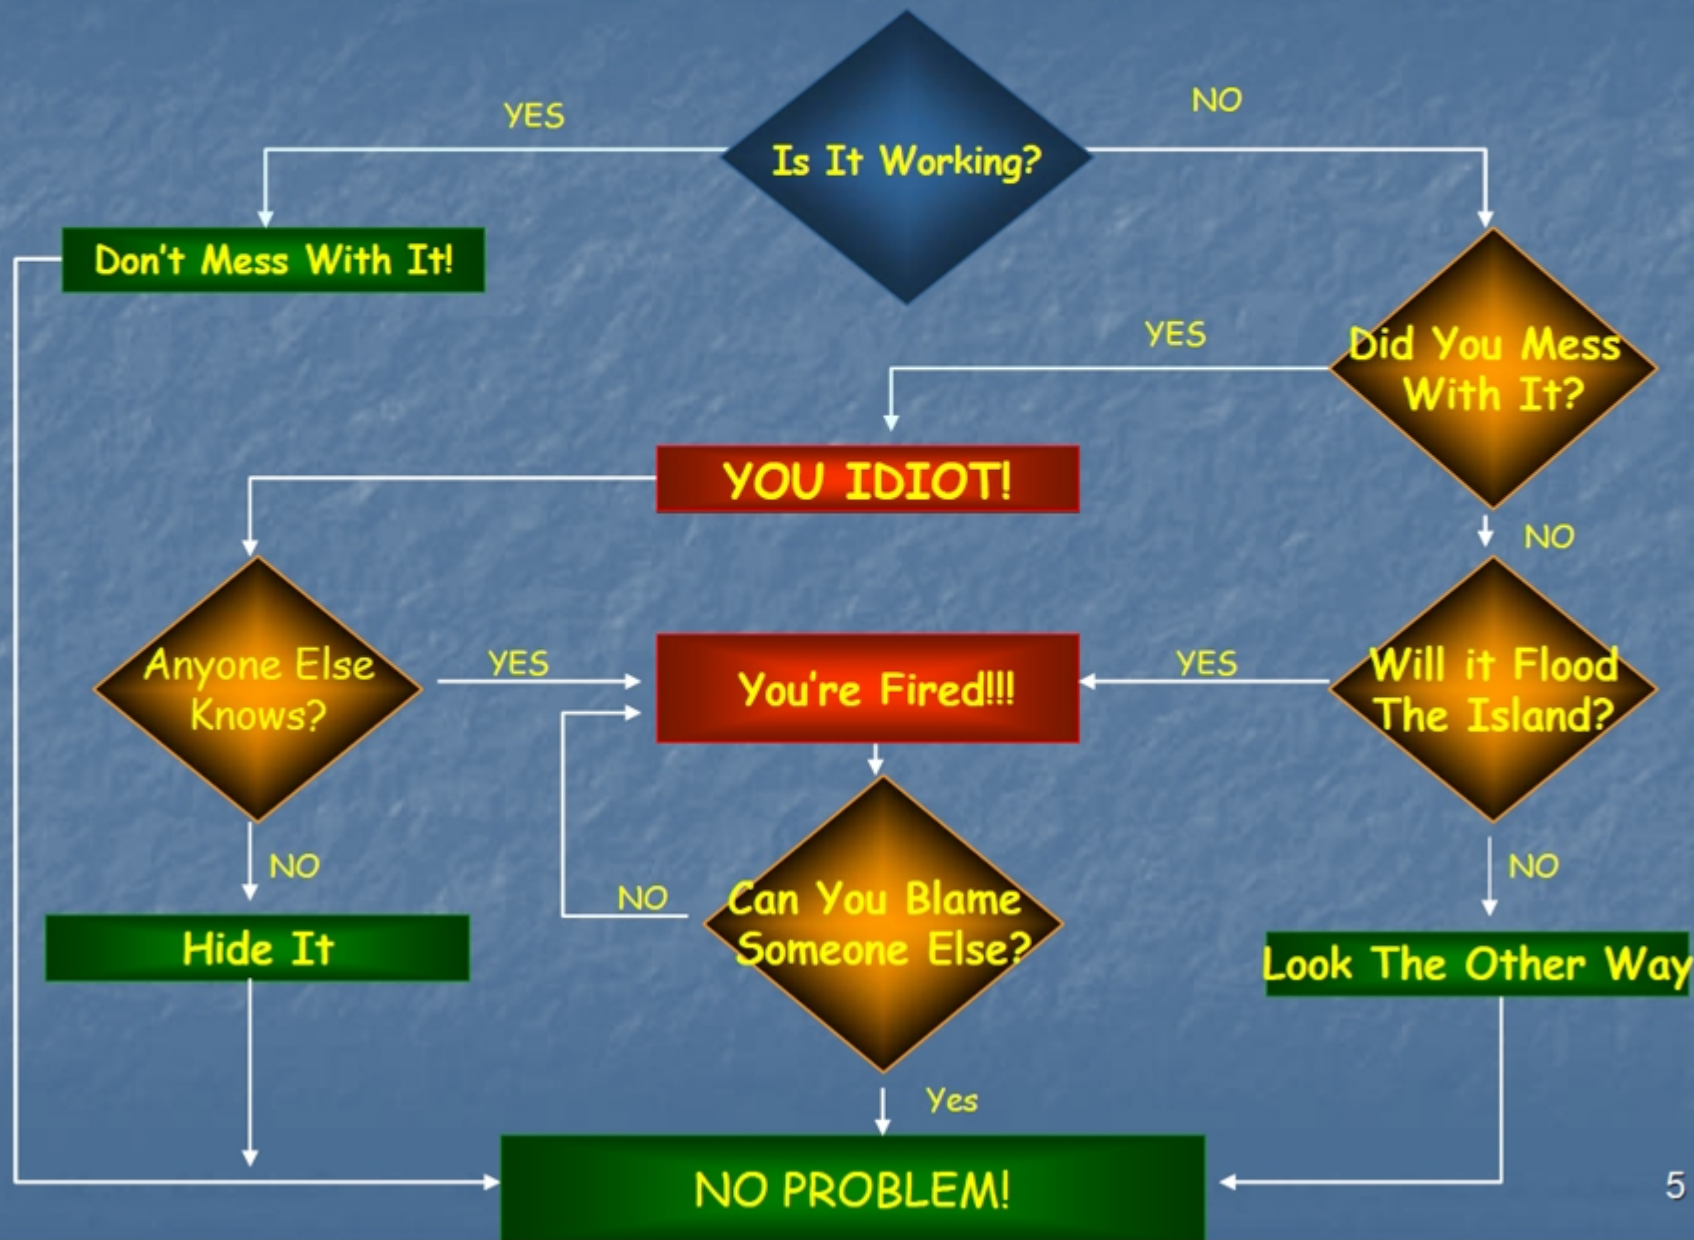 YES
NO
Is It Working?
Don't Mess With It!
YES
Did You Mess
With It?
YOU IDIOT!
NO
Anyone Else
Knows?
YES
You're Fired!!!
YES
Will it Flood
The Island?
NO
NO
Can You Blame
Someone Else?
NO
Hide It
Look The Other Way
Yes
NO PROBLEM!
5